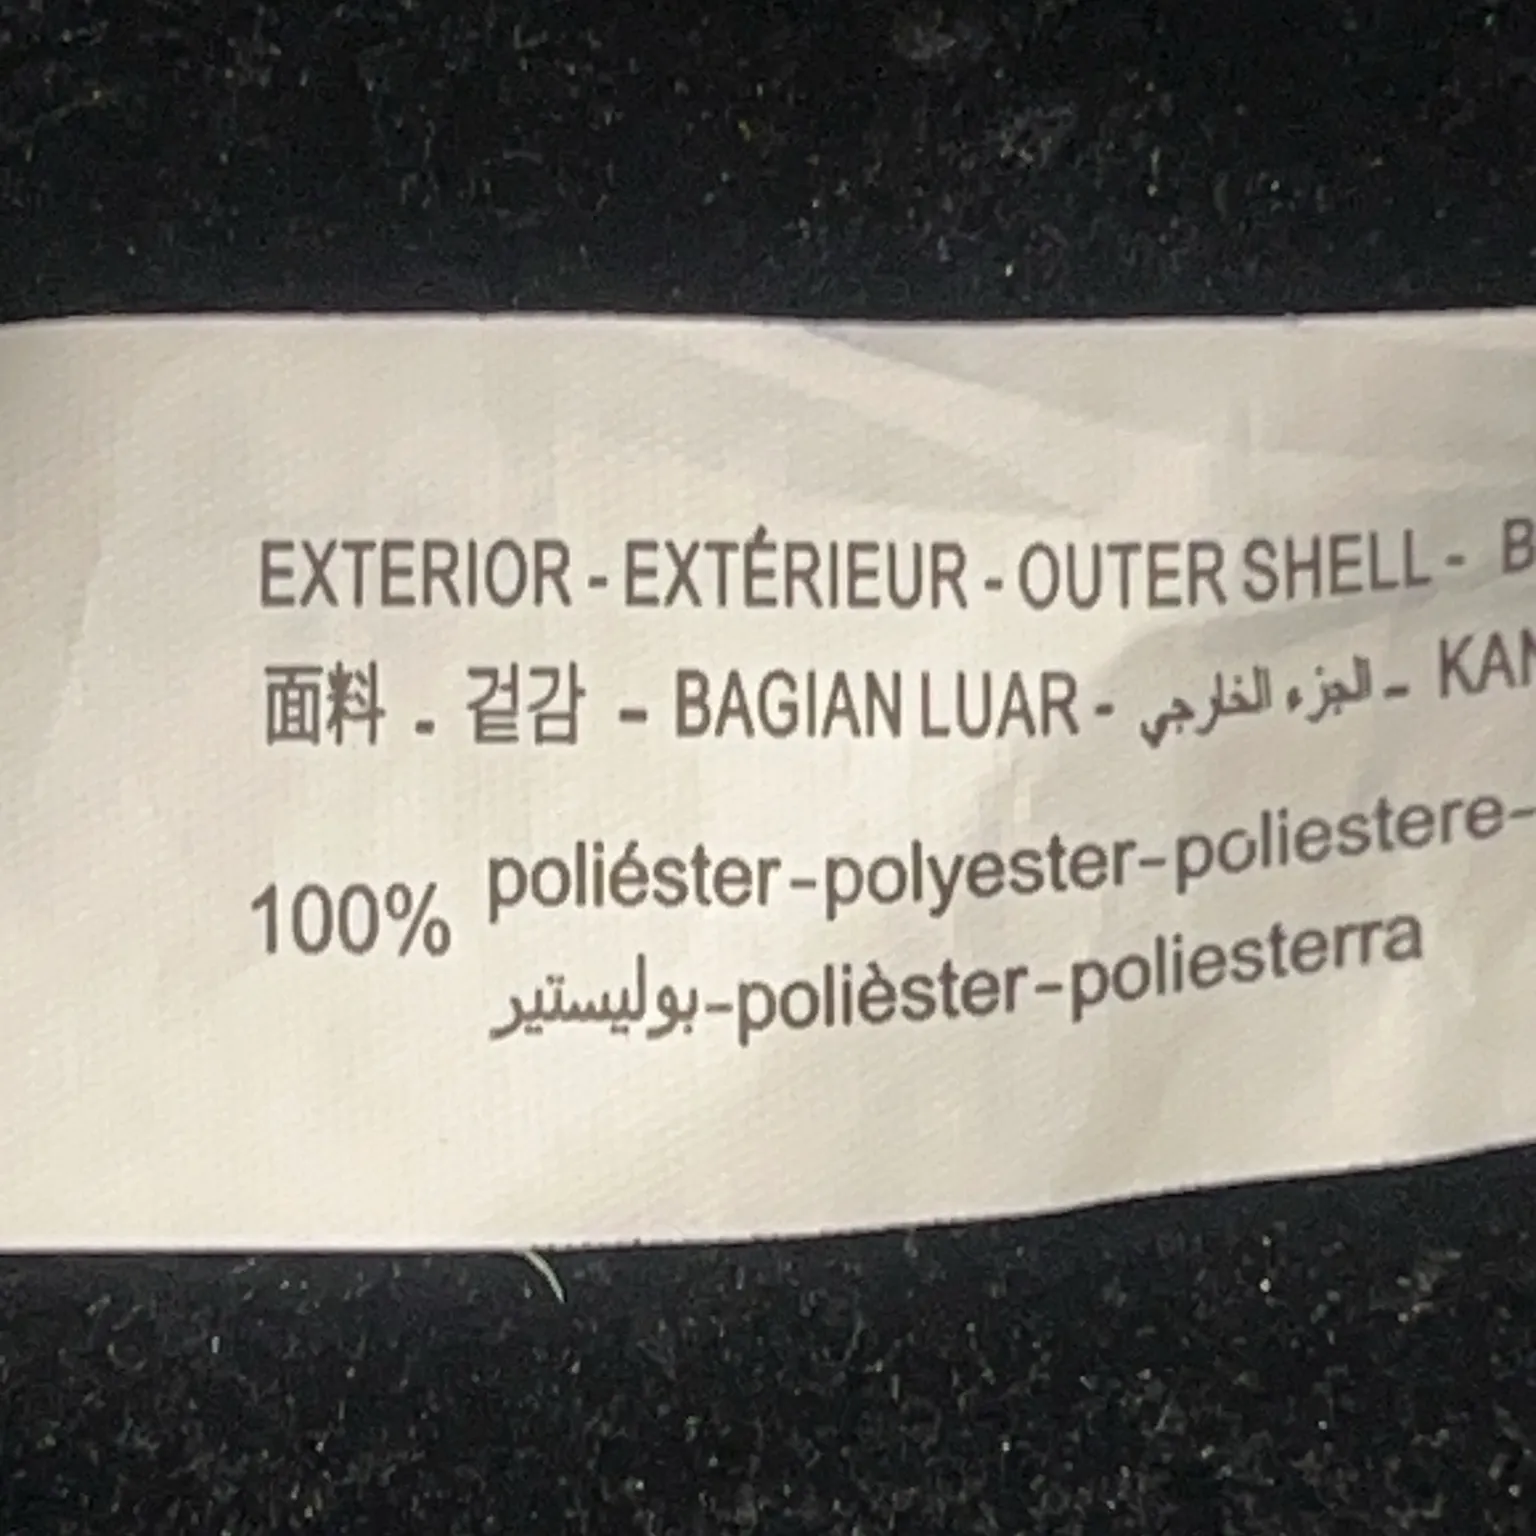 EXTERIOR - EXTÉRIEUR - OUTER SHELL -
面料 - 겉감 - BAGIAN LUAR - الجزء الخارجي -
100% poliéster-polyester-poliestere-
بوليستير-polièster-poliesterra